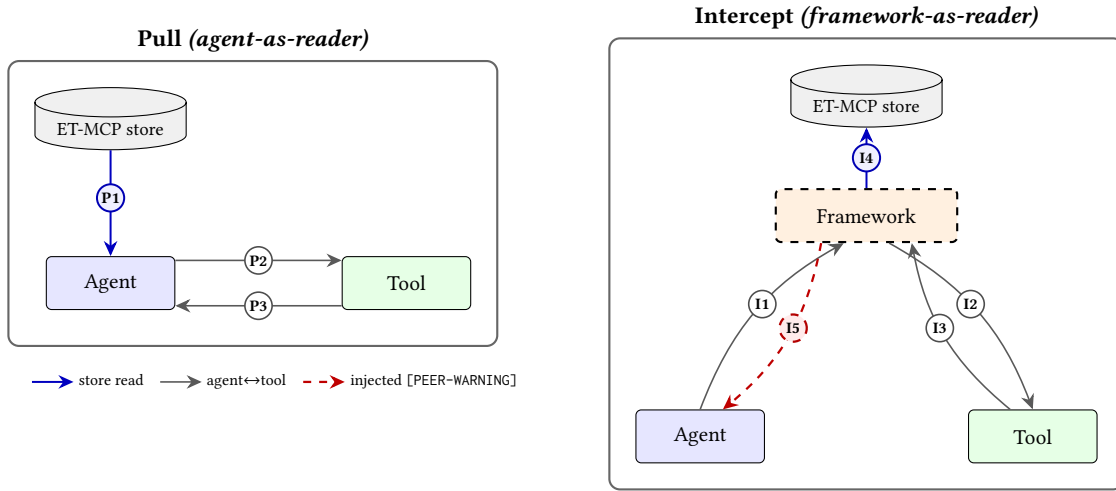 Pull (agent-as-reader)
ET-MCP store
P1
Agent
P2
P3
Tool
store read
agent↔tool
injected [PEER-WARNING]
Intercept (framework-as-reader)
ET-MCP store
I4
Framework
I1
I5
I3
I2
Agent
Tool